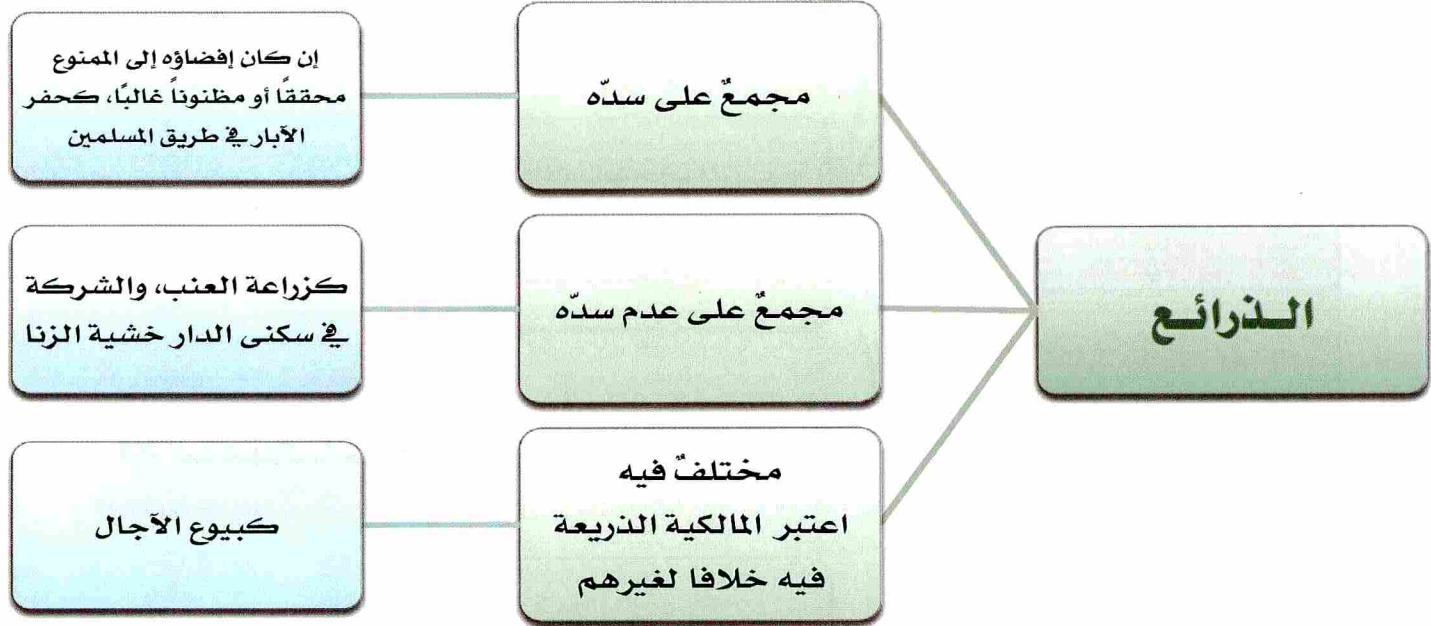 الـذرائـع
مجمعٌ على سدّه
إن كان إفضاؤه إلى الممنوع
محققاً أو مظنوناً غالبًا، كحفر
الآبار في طريق المسلمين
مجمعٌ على عدم سدّه
كزراعة العنب، والشركة
في سكنى الدار خشية الزنا
مختلفٌ فيه
اعتبر المالكية الذريعة
فيه خلافا لغيرهم
كبيوع الآجال